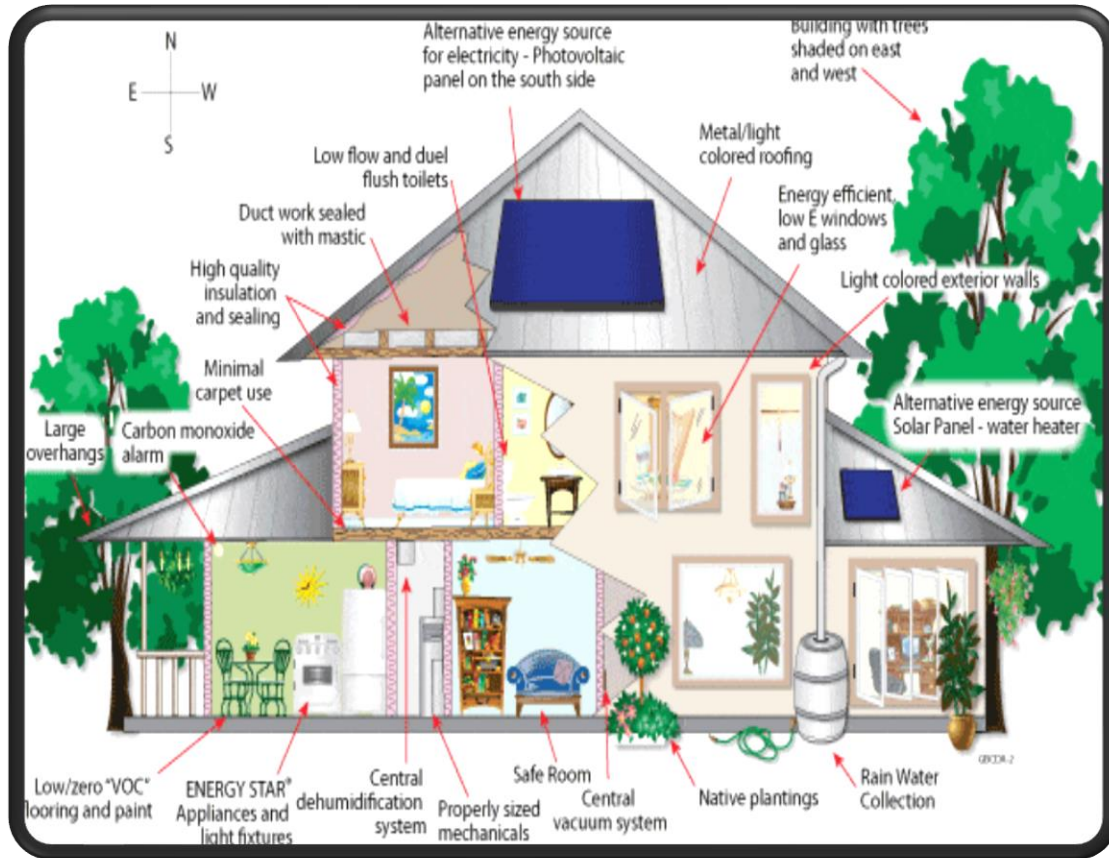 N
E
W
S
Alternative energy source
for electricity - Photovoltaic
panel on the south side
Building with trees
shaded on east
and west
Low flow and duel
flush toilets
Metal/light
colored roofing
Duct work sealed
with mastic
Energy efficient,
low E windows
and glass
High quality
insulation
and sealing
Light colored exterior walls
Minimal
carpet use
Alternative energy source
Solar Panel - water heater
Large
overhangs
Carbon monoxide
alarm
Low/zero "VOC"
flooring and paint
ENERGY STAR®
Appliances and
light fixtures
Central
dehumidification
system
Properly sized
mechanicals
Safe Room
Central
vacuum system
Native plantings
Rain Water
Collection